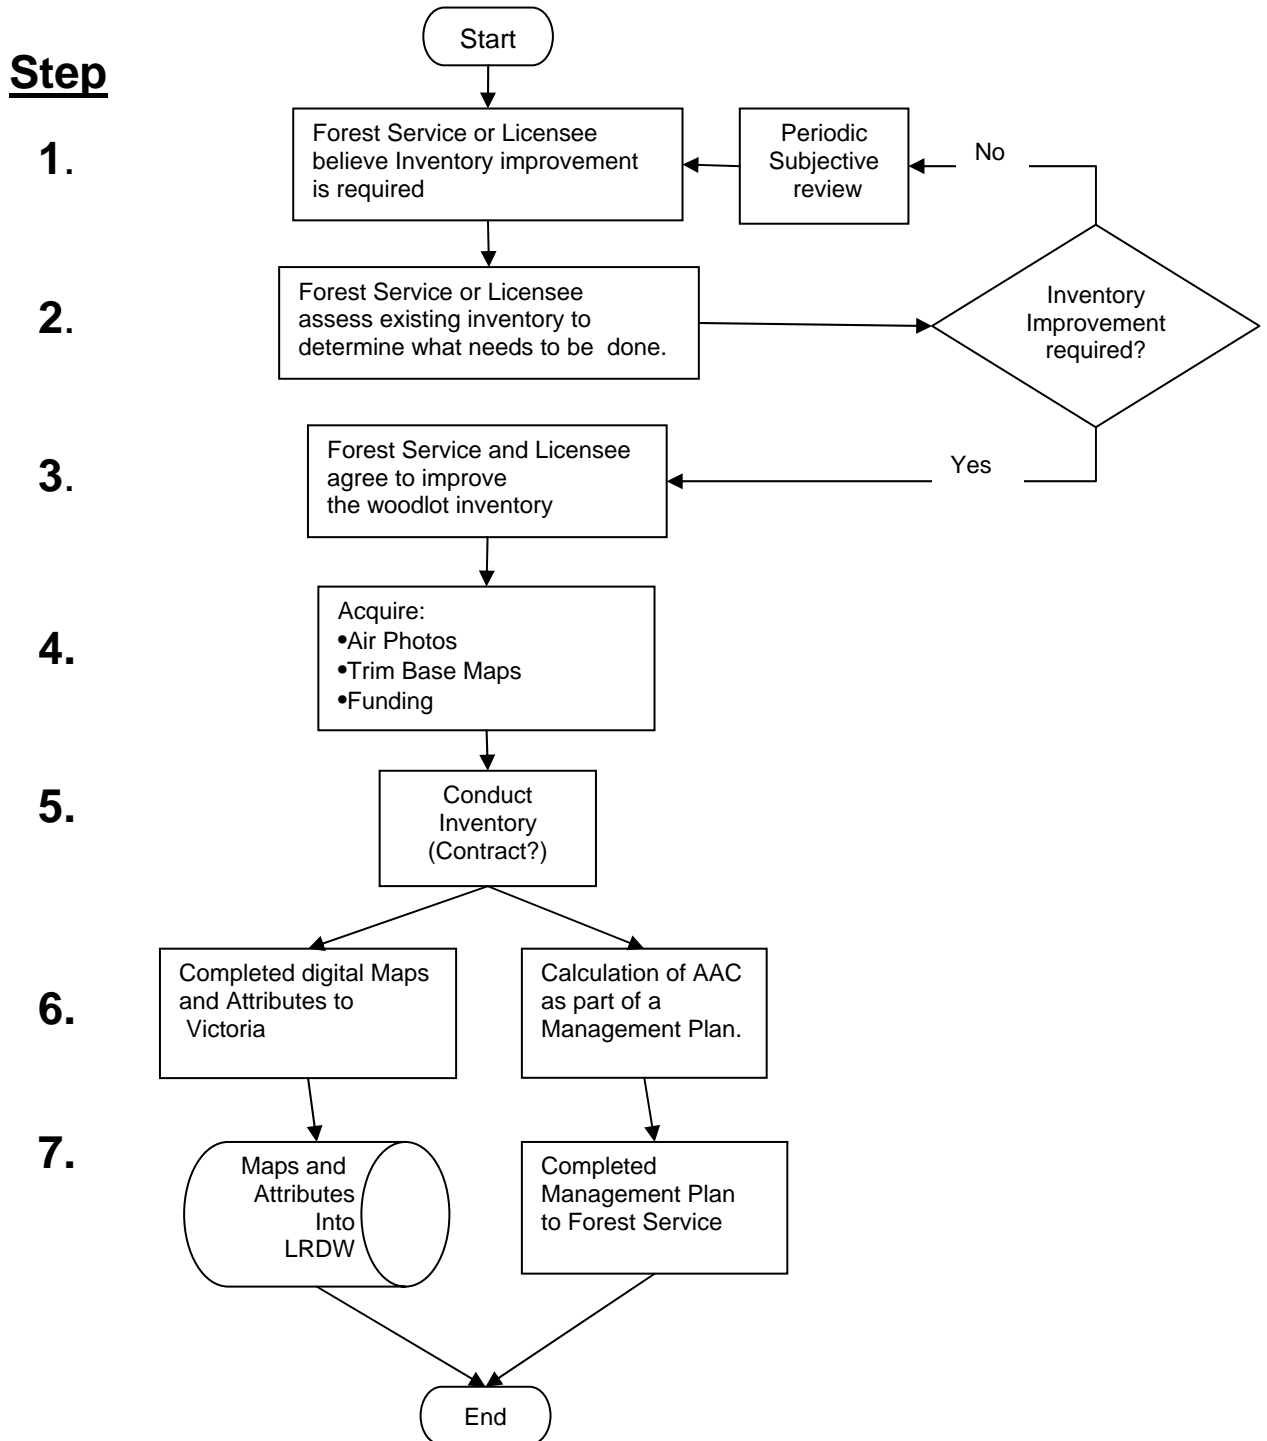 Start
Step
1.
Forest Service or Licensee
believe Inventory improvement
is required
Periodic
Subjective
review
No
2.
Forest Service or Licensee
assess existing inventory to
determine what needs to be  done.
Inventory
Improvement
required?
3.
Forest Service and Licensee
agree to improve
the woodlot inventory
Yes
4.
Acquire:
•Air Photos
•Trim Base Maps
•Funding
5.
Conduct
Inventory
(Contract?)
6.
Completed digital Maps
and Attributes to
Victoria
Calculation of AAC
as part of a
Management Plan.
7.
Maps and
Attributes
Into
LRDW
Completed
Management Plan
to Forest Service
End